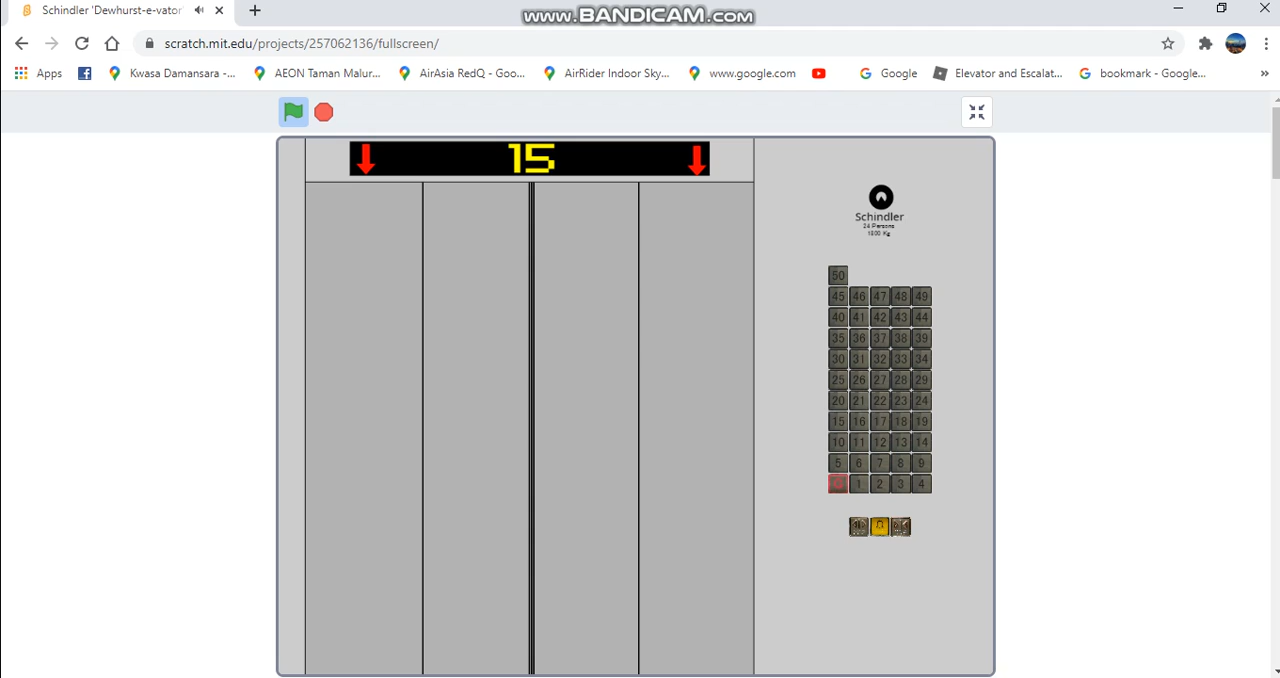 Schindler 'Dewhurst-e-vator'
www.BANDICAM.com
scratch.mit.edu/projects/257062136/fullscreen/
Apps
Kwasa Damansara -...
AEON Taman Malur...
AirAsia RedQ - Goo...
AirRider Indoor Sky...
www.google.com
Google
Elevator and Escalat...
bookmark - Google...
»
15
Schindler
24 Persons
1800 Kg
50
45 46 47 48 49
40 41 42 43 44
35 36 37 38 39
30 31 32 33 34
25 26 27 28 29
20 21 22 23 24
15 16 17 18 19
10 11 12 13 14
5 6 7 8 9
0 1 2 3 4